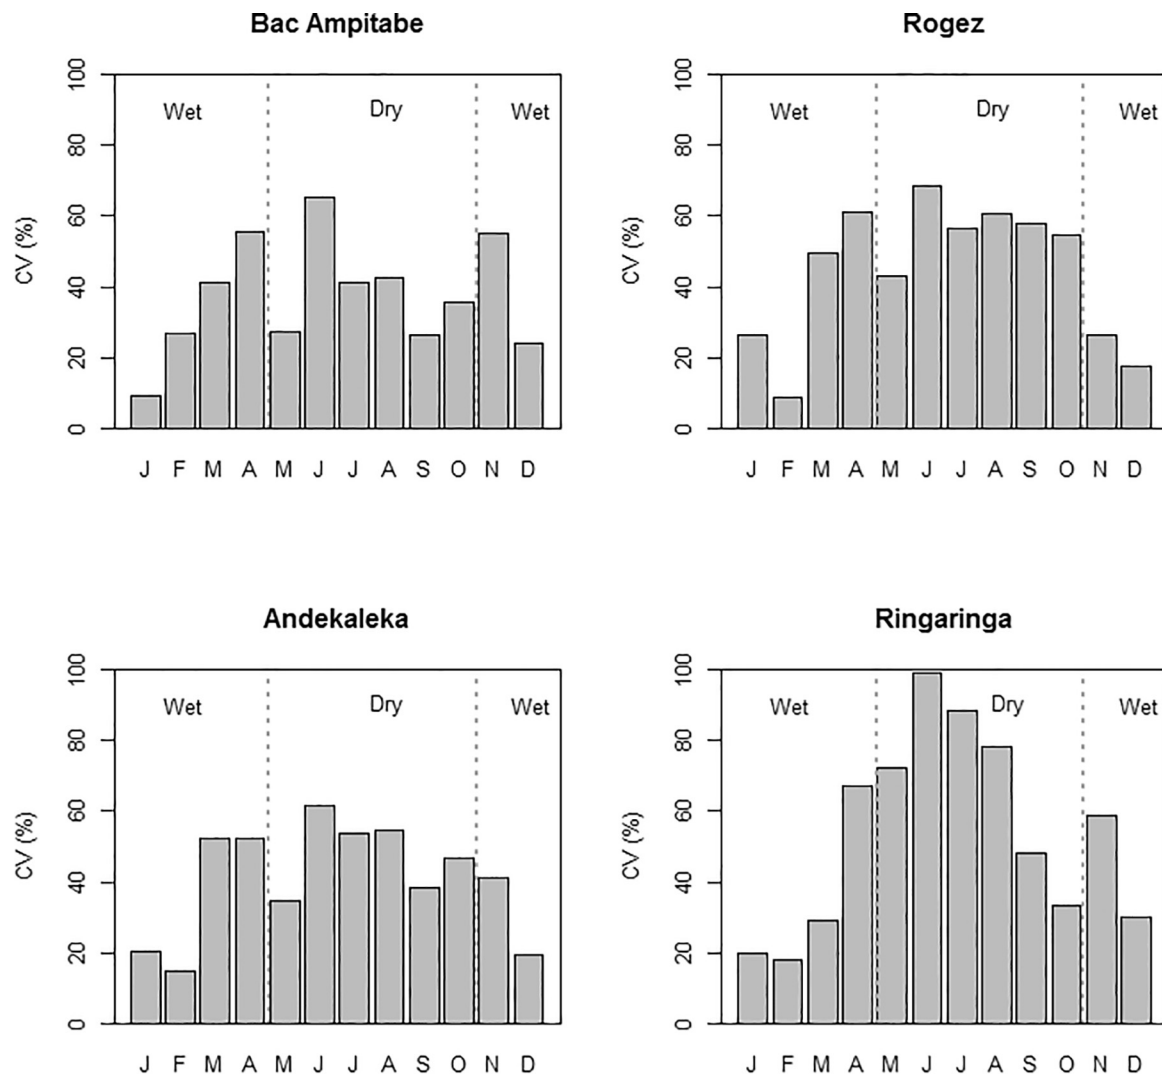 Bac Ampitabe
CV (%)
100
80
60
40
20
0
Wet
Dry
Wet
J F M A M J J A S O N D
Rogez
CV (%)
100
80
60
40
20
0
Wet
Dry
Wet
J F M A M J J A S O N D
Andekaleka
CV (%)
100
80
60
40
20
0
Wet
Dry
Wet
J F M A M J J A S O N D
Ringaringa
CV (%)
100
80
60
40
20
0
Wet
Dry
Wet
J F M A M J J A S O N D